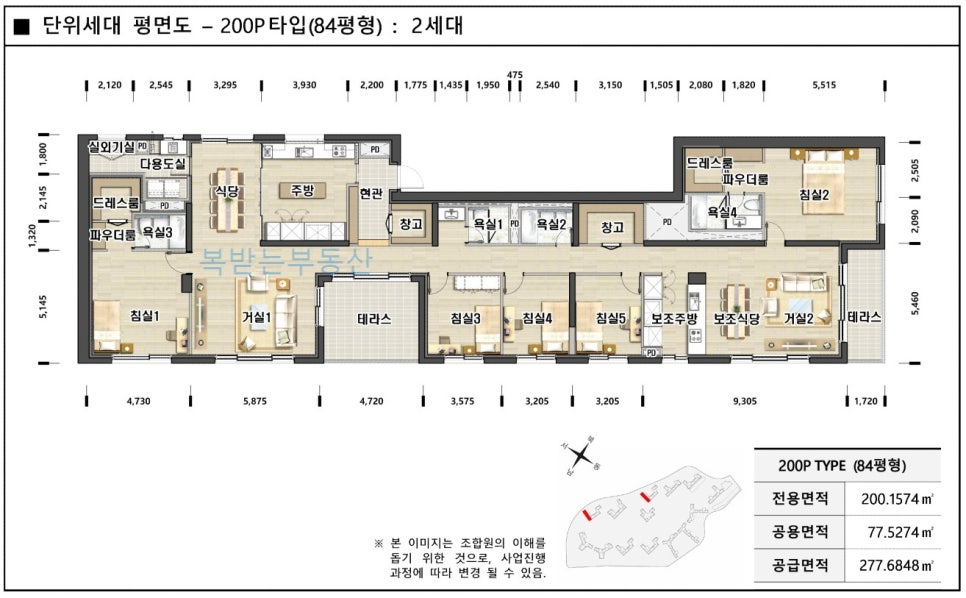 ■ 단위세대 평면도 – 200P타입(84평형) : 2세대
475
2,120 2,545 3,295 3,930 2,200 1,775 1,435 1,950 2,540 3,150 1,505 2,080 1,820 5,515
1,800
2,145
1,320
5,145
2,505
2,090
5,460
실외기실 PD
다용도실
PD
드레스룸
파우더룸
욕실3
식당
주방
PD
현관
창고
욕실1
PD
욕실2
창고
PD
드레스룸
파우더룸
욕실4
침실2
복받는부동산
침실1
거실1
테라스
침실3
침실4
침실5
보조주방
PD
보조식당
거실2
테라스
4,730 5,875 4,720 3,575 3,205 3,205 9,305 1,720
※ 본 이미지는 조합원의 이해를
돕기 위한 것으로, 사업진행
과정에 따라 변경 될 수 있음.
200P TYPE (84평형)
전용면적 200.1574㎡
공용면적 77.5274㎡
공급면적 277.6848㎡